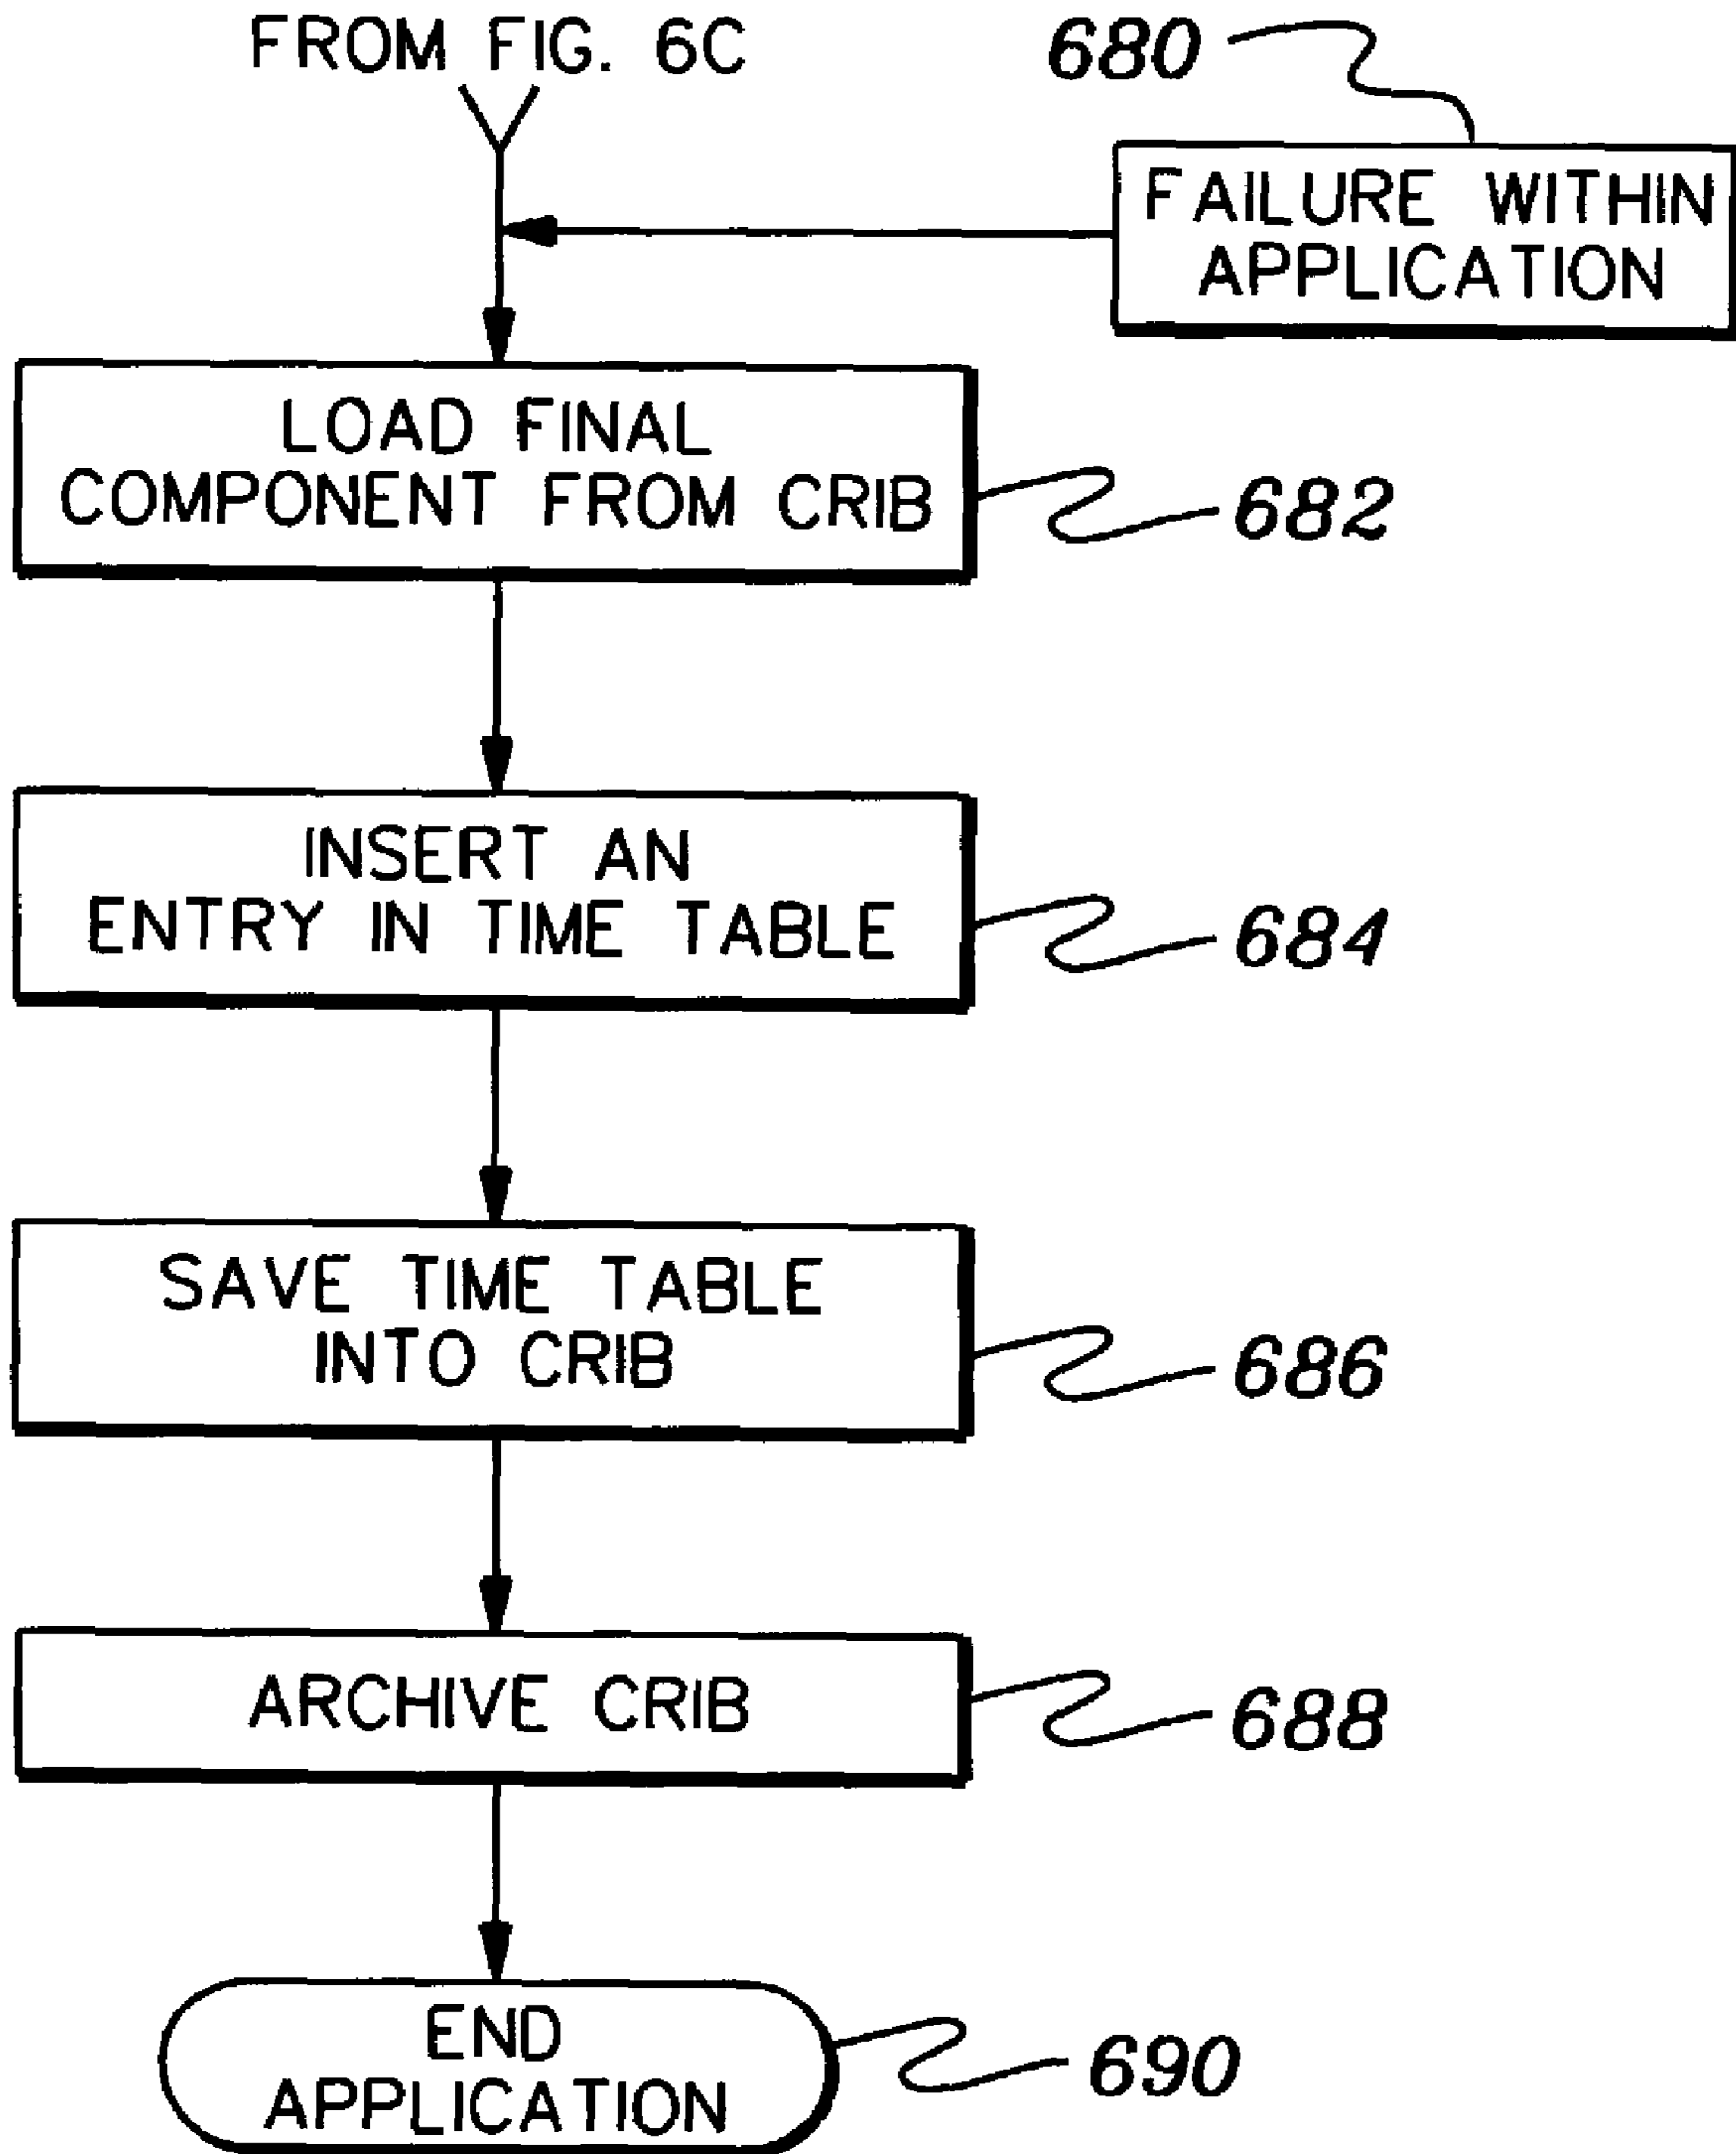 FROM FIG. 6C
680
FAILURE WITHIN
APPLICATION
LOAD FINAL
COMPONENT FROM CRIB
682
INSERT AN
ENTRY IN TIME TABLE
684
SAVE TIME TABLE
INTO CRIB
686
ARCHIVE CRIB
688
END
APPLICATION
690